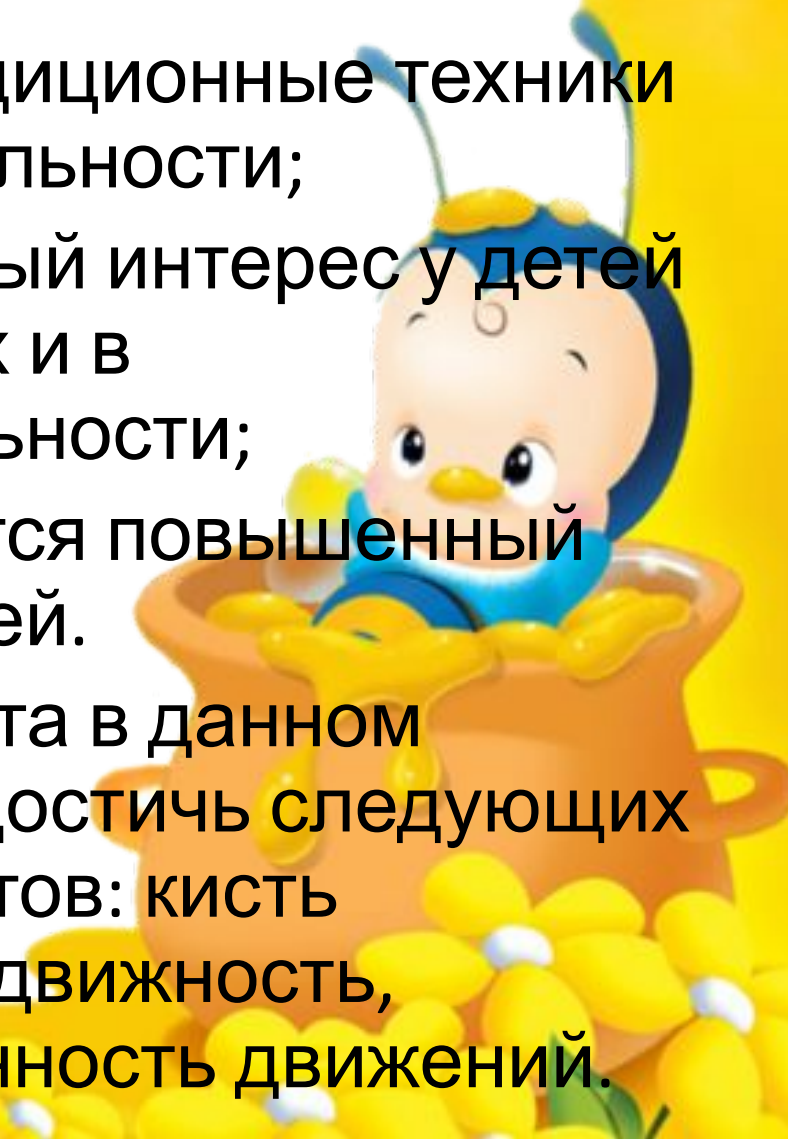 диционные техники
льности;
ый интерес у детей
х и в
ьности;
тся повышенный
ей.
та в данном
достичь следующих
тов: кисть
движность,
нность движений.